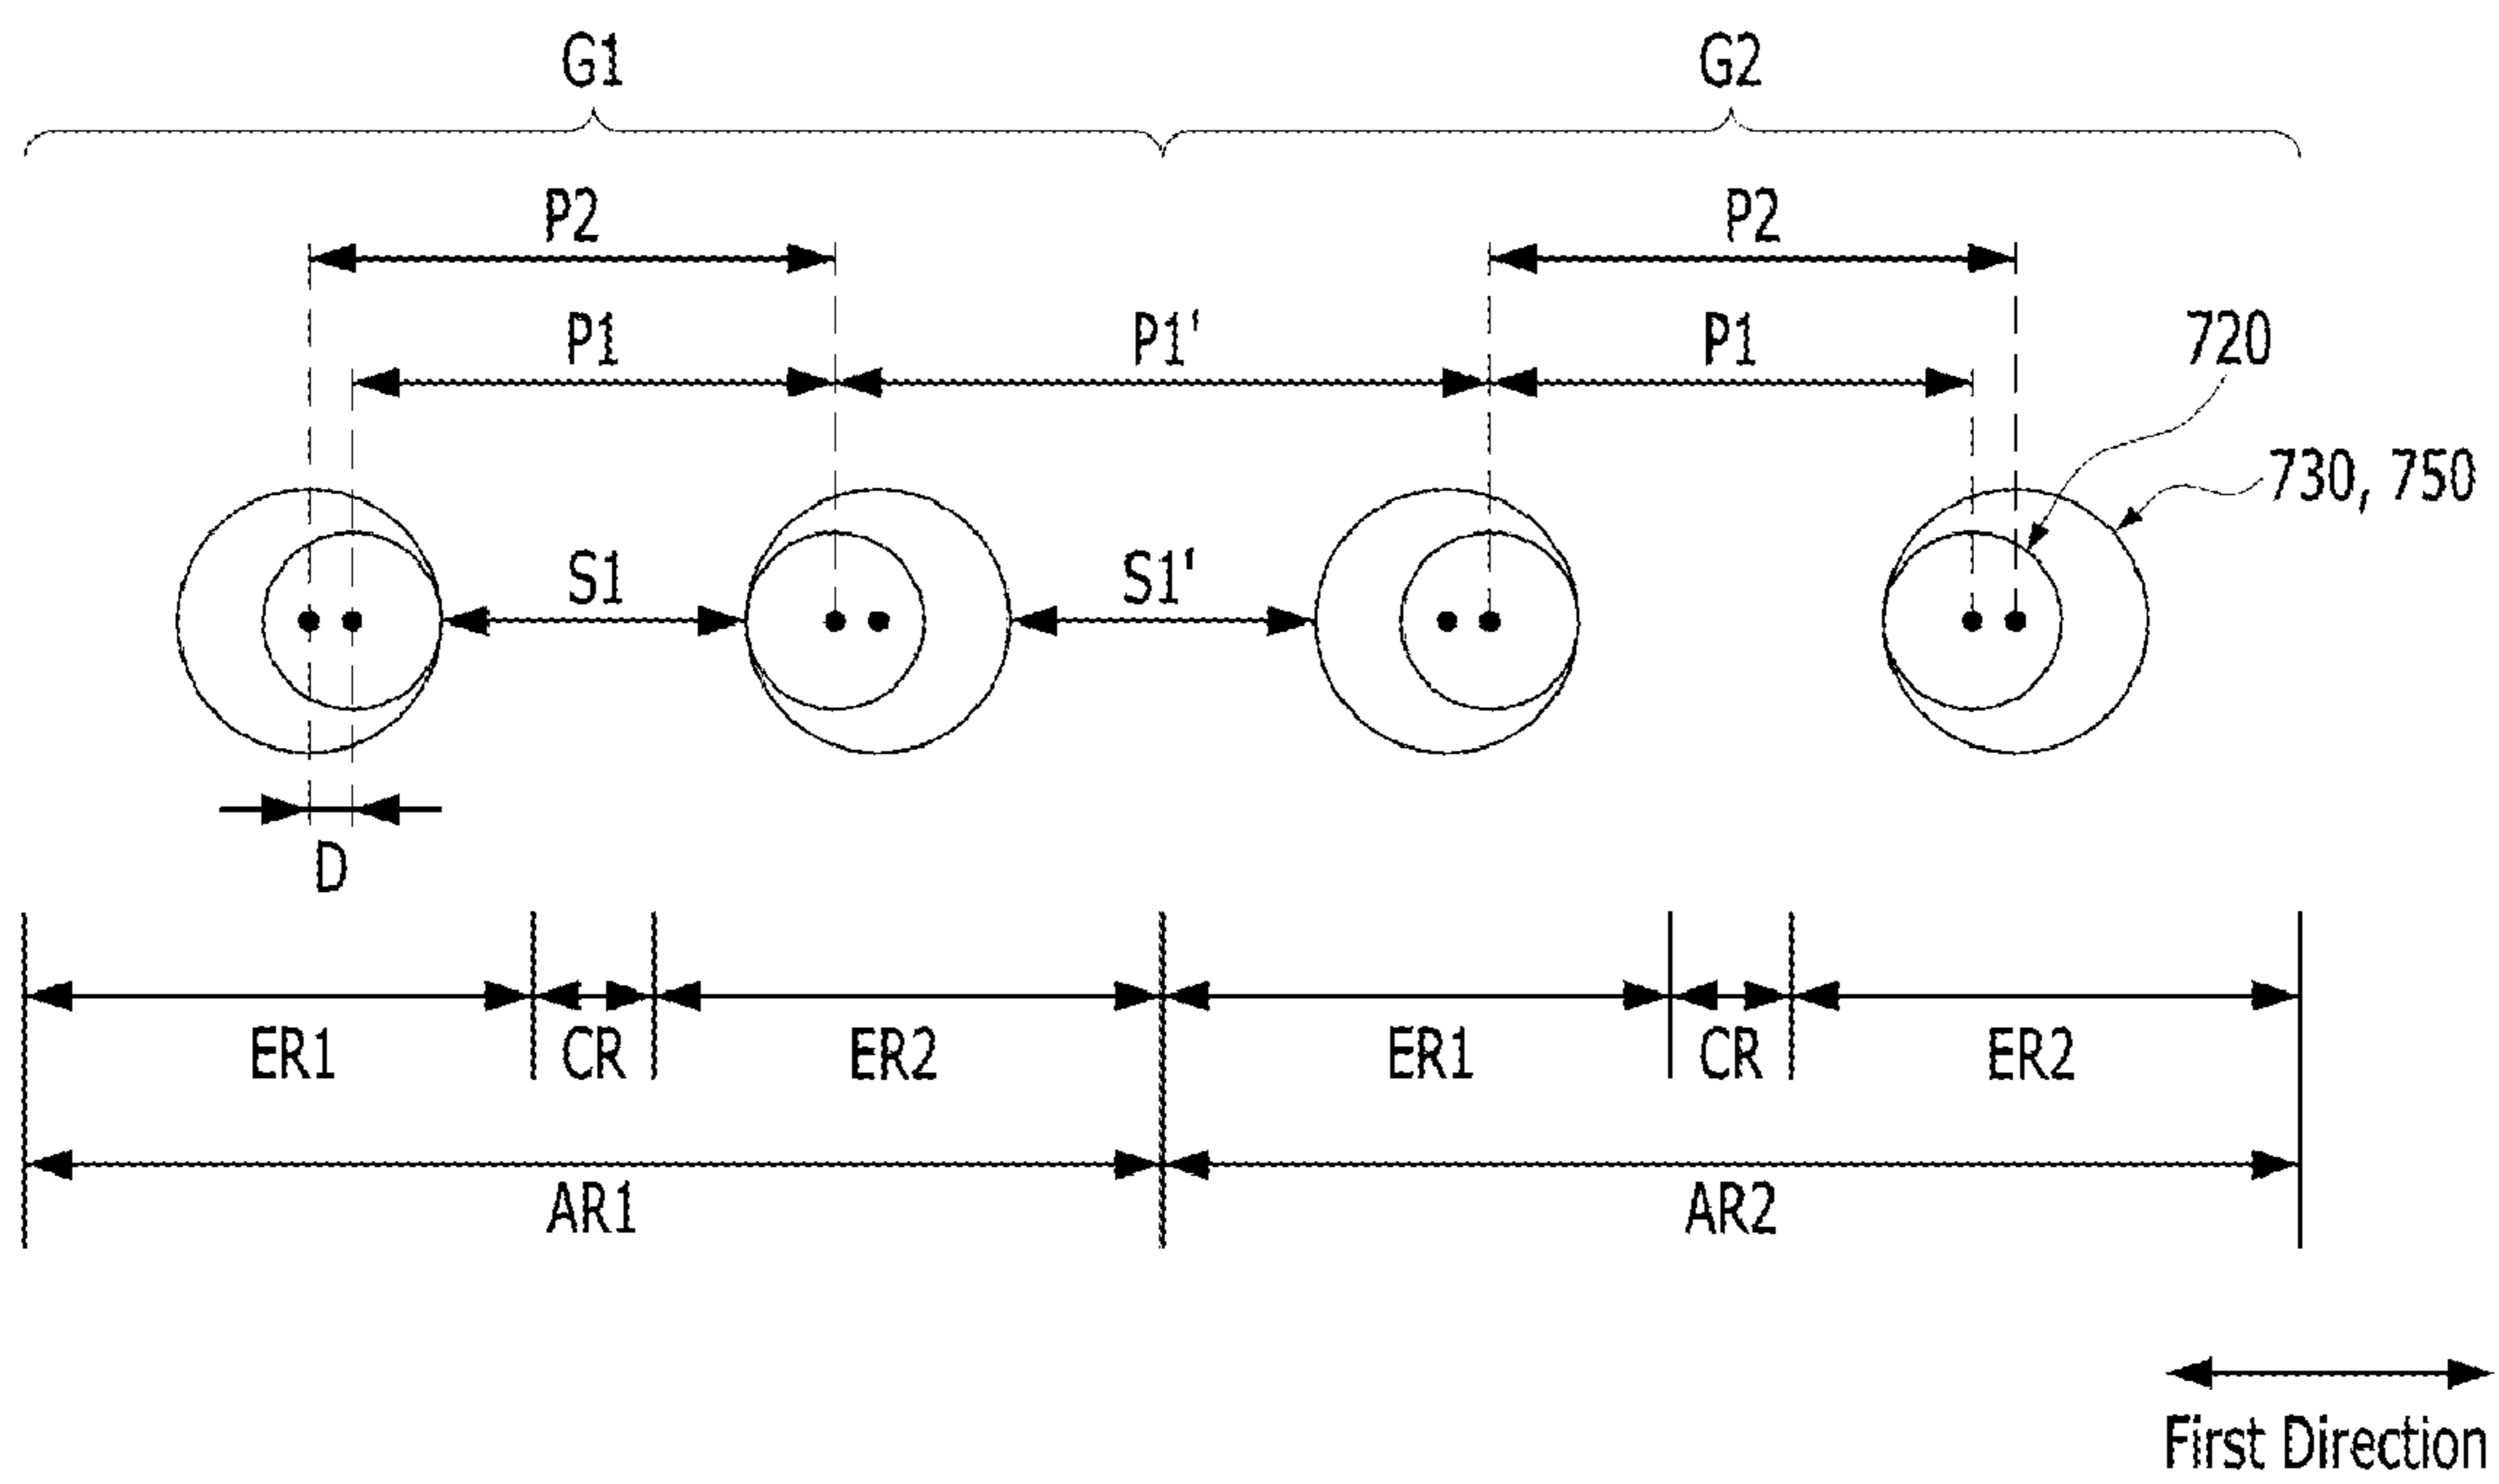 G1 G2
P2 P2
P1 P1' P1 720
730, 750
S1 S1'
D
ER1 CR ER2 ER1 CR ER2
AR1 AR2
First Direction